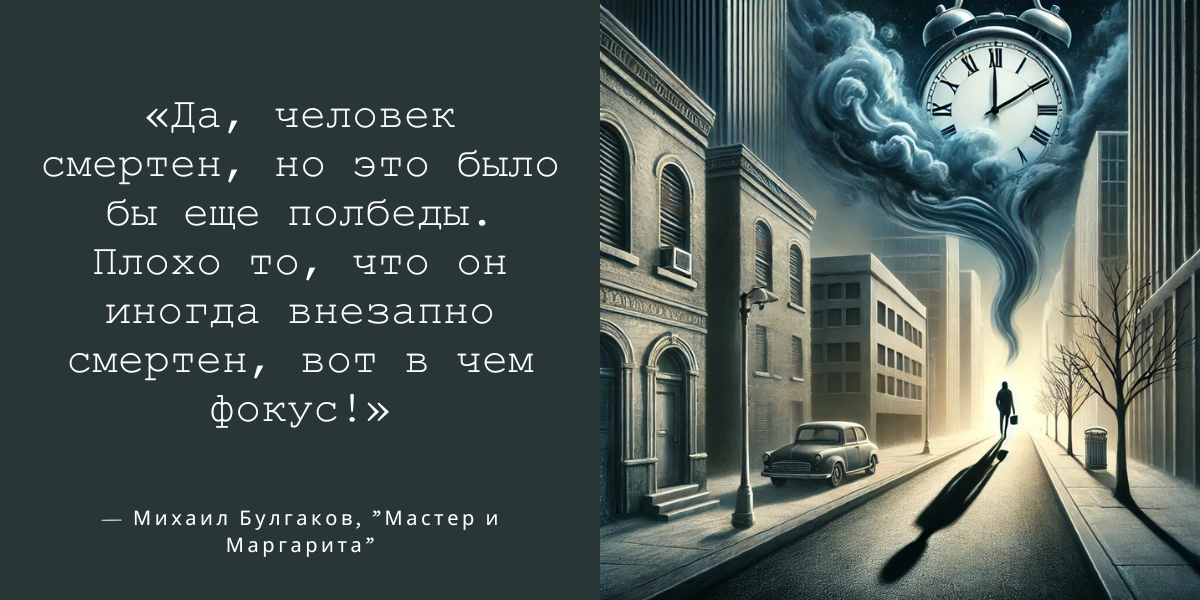 «Да, человек
смертен, но это было
бы еще полбеды.
Плохо то, что он
иногда внезапно
смертен, вот в чем
фокус!»
— Михаил Булгаков, ”Мастер и
Маргарита”